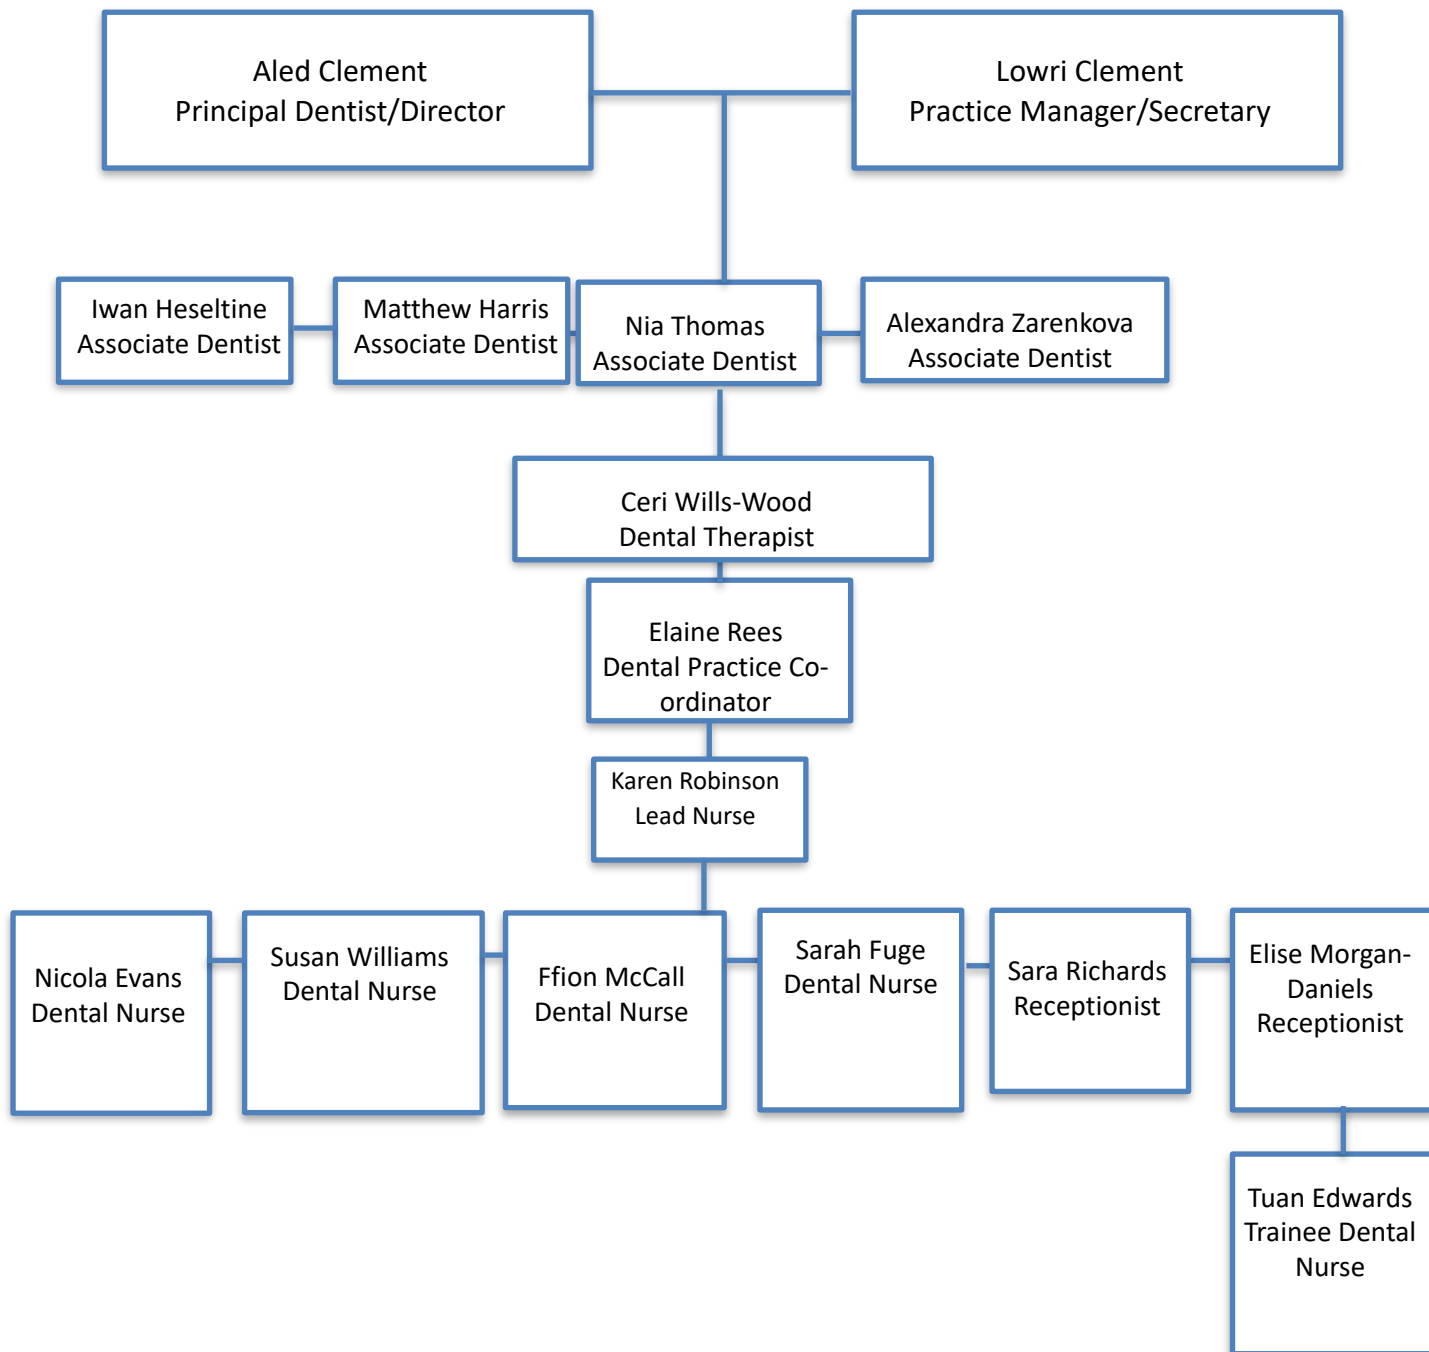 Aled Clement
Principal Dentist/Director
Lowri Clement
Practice Manager/Secretary
Iwan Heseltine
Associate Dentist
Matthew Harris
Associate Dentist
Nia Thomas
Associate Dentist
Alexandra Zarenkova
Associate Dentist
Ceri Wills-Wood
Dental Therapist
Elaine Rees
Dental Practice Co-
ordinator
Karen Robinson
Lead Nurse
Nicola Evans
Dental Nurse
Susan Williams
Dental Nurse
Ffion McCall
Dental Nurse
Sarah Fuge
Dental Nurse
Sara Richards
Receptionist
Elise Morgan-
Daniels
Receptionist
Tuan Edwards
Trainee Dental
Nurse